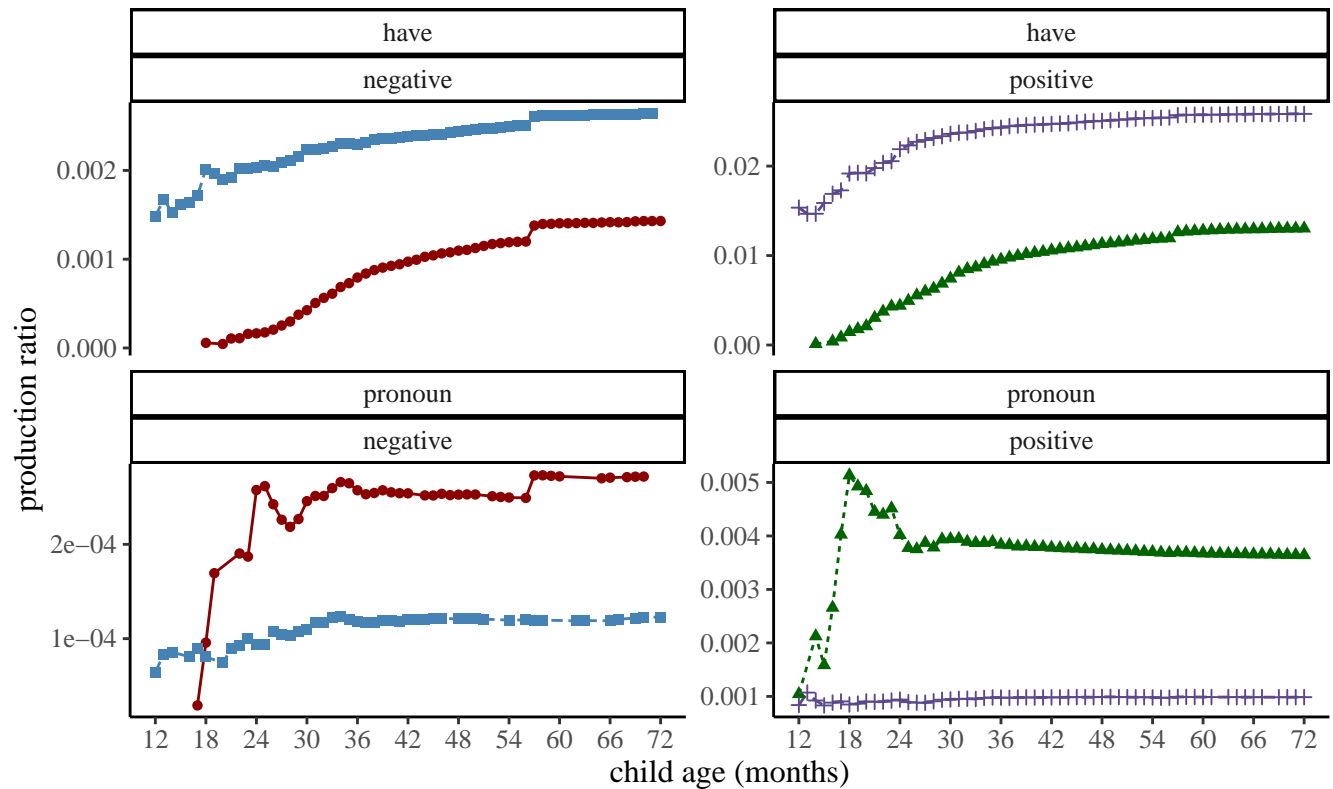 have
negative
have
positive
0.002
0.001
0.000
0.02
0.01
0.00
production ratio
pronoun
negative
pronoun
positive
2e−04
1e−04
0.005
0.004
0.003
0.002
0.001
12 18 24 30 36 42 48 54 60 66 72
12 18 24 30 36 42 48 54 60 66 72
child age (months)